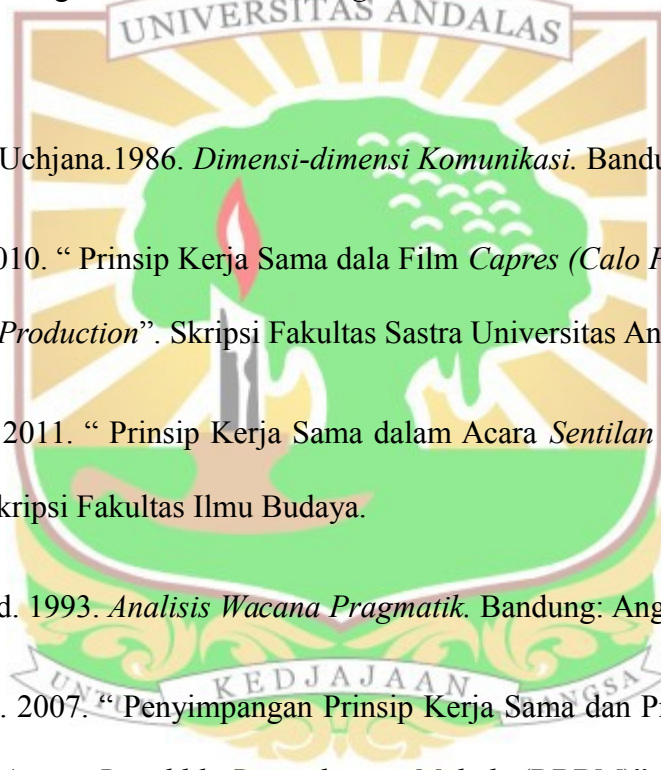 UNIVERSITAS ANDALAS
Uchjana.1986. Dimensi-dimensi Komunikasi. Bandu
010. “ Prinsip Kerja Sama dala Film Capres (Calo
Production”. Skripsi Fakultas Sastra Universitas An
2011. “ Prinsip Kerja Sama dalam Acara Sentilan
kripsi Fakultas Ilmu Budaya.
d. 1993. Analisis Wacana Pragmatik. Bandung: Ang
. 2007. “ Penyimpangan Prinsip Kerja Sama dan P
KEDJAJAAN BANGSA